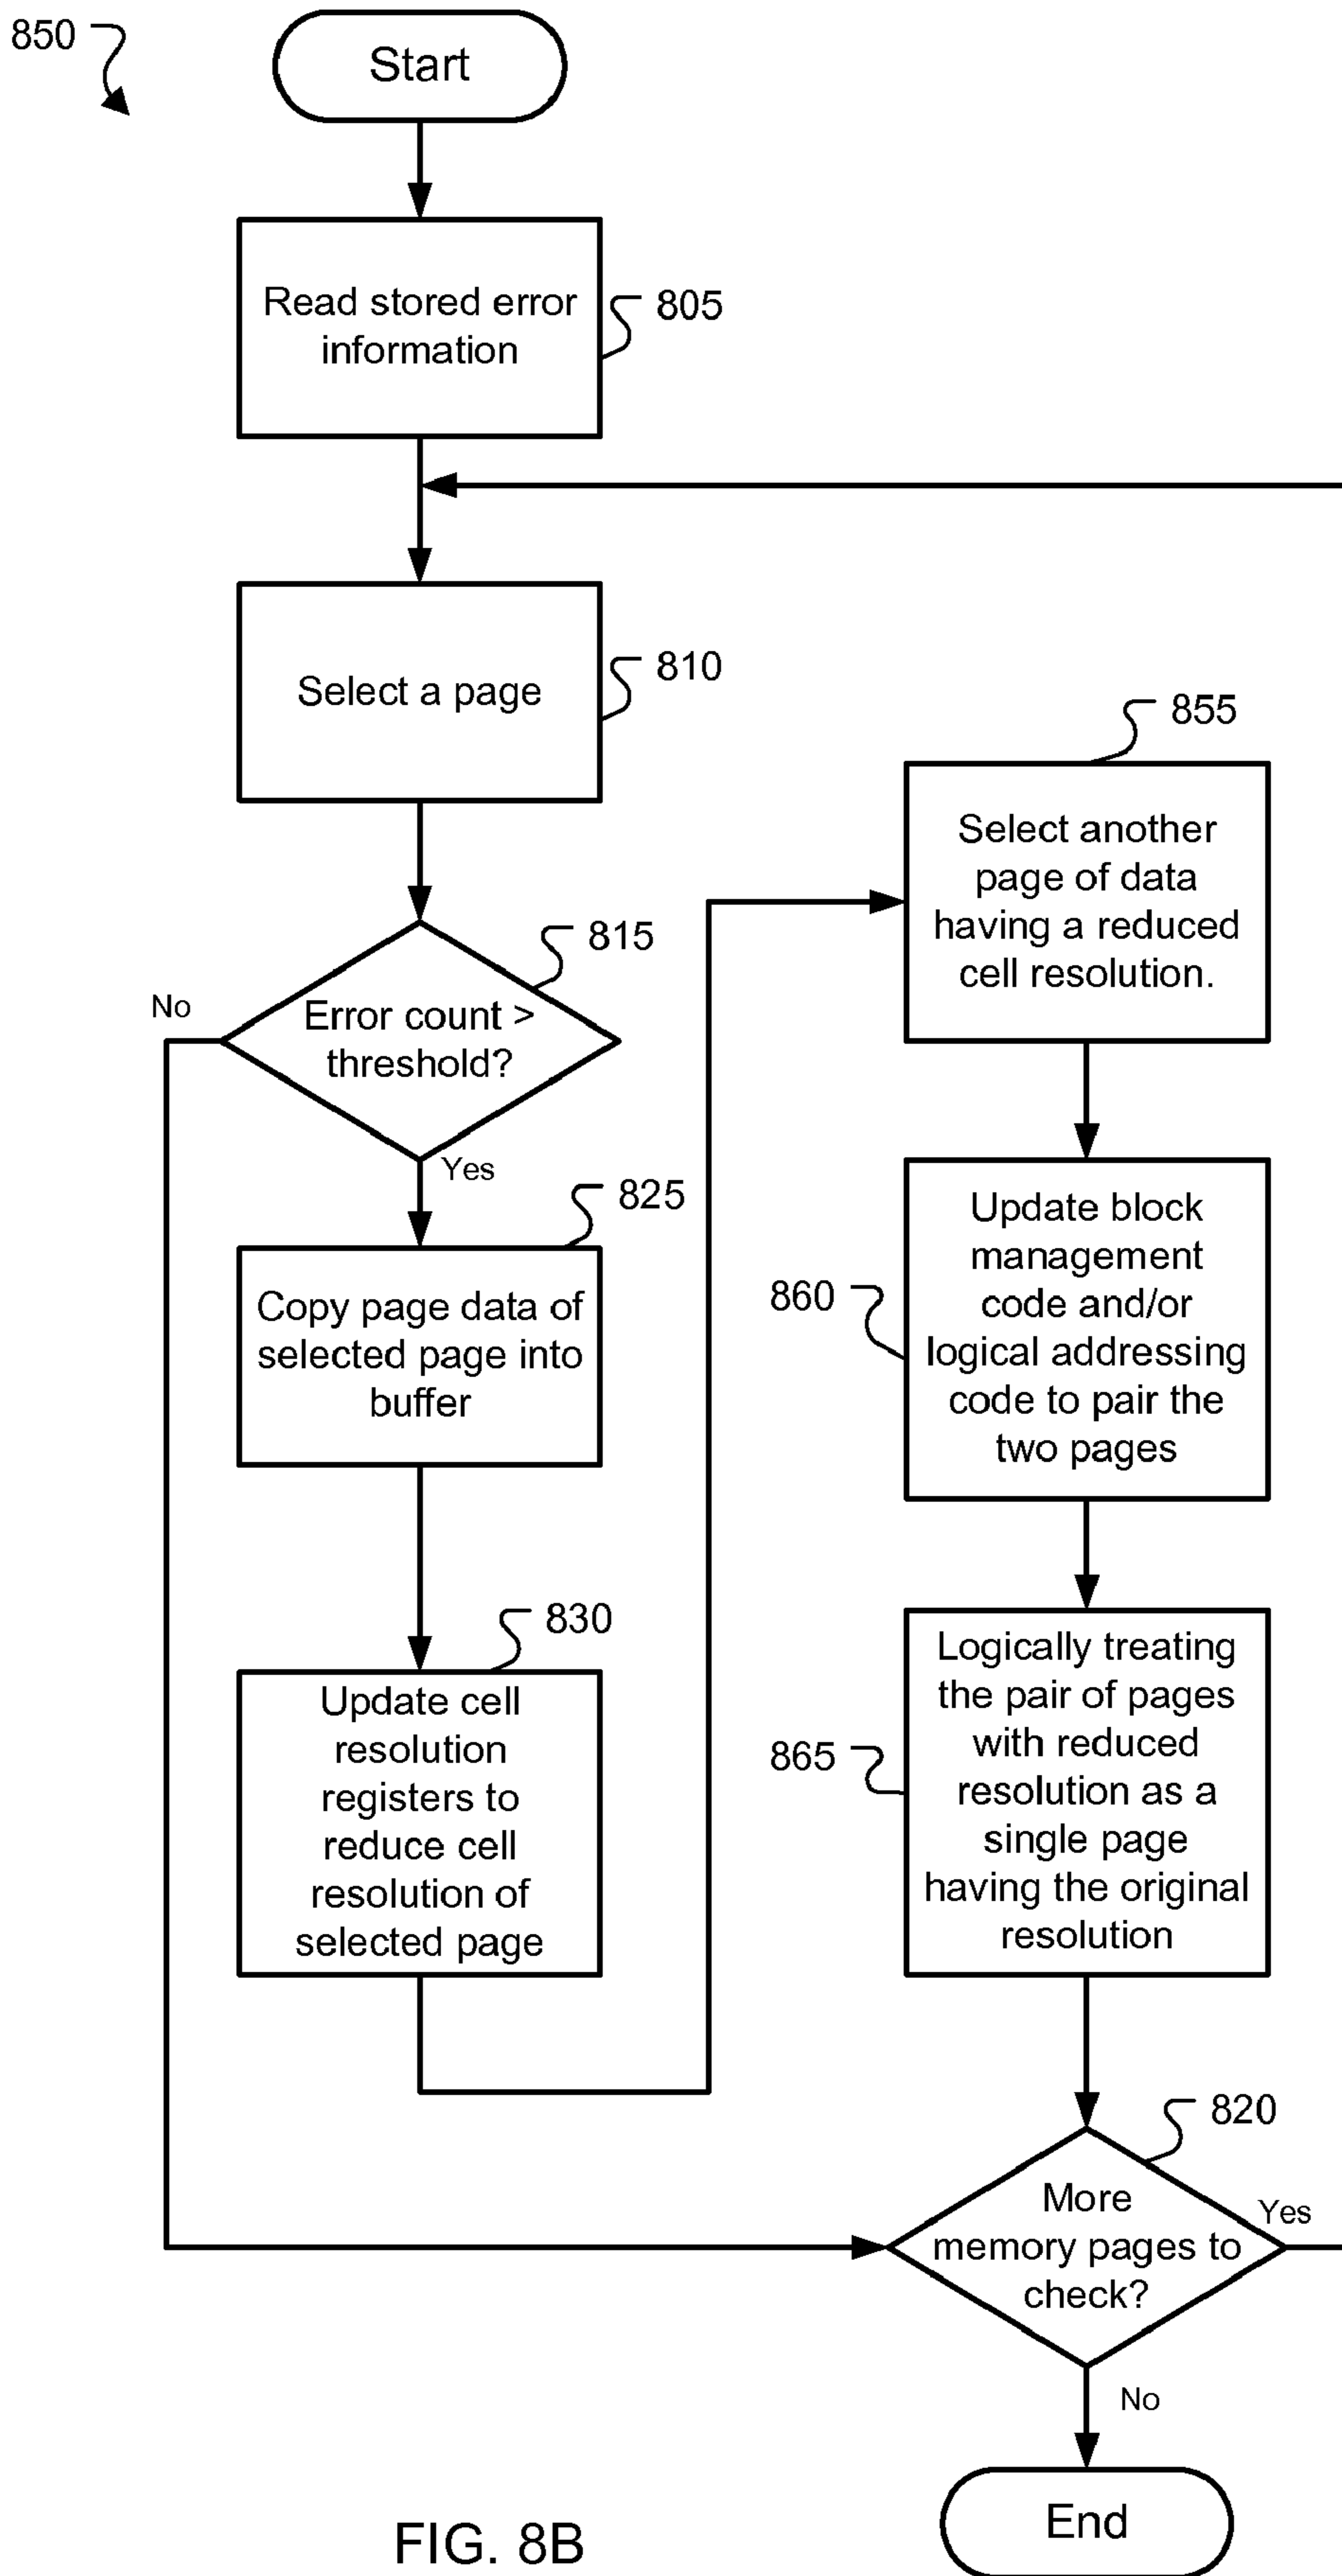 850
Start
Read stored error
information
805
Select a page
810
Error count >
threshold?
815
No
Yes
Copy page data of
selected page into
buffer
825
Update cell
resolution
registers to
reduce cell
resolution of
selected page
830
Select another
page of data
having a reduced
cell resolution.
855
Update block
management
code and/or
logical addressing
code to pair the
two pages
860
Logically treating
the pair of pages
with reduced
resolution as a
single page
having the original
resolution
865
More
memory pages to
check?
820
Yes
No
End
FIG. 8B